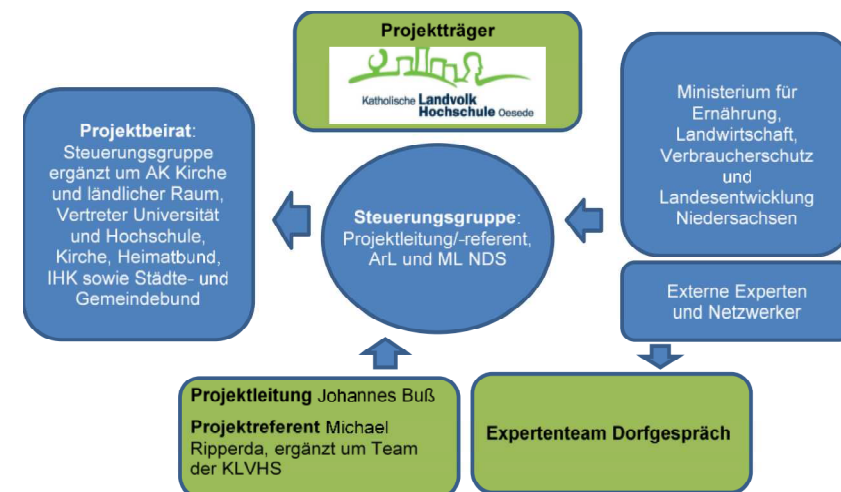 Projektträger
Katholische Landvolk
Hochschule Oesede
Projektbeirat:
Steuerungsgruppe
ergänzt um AK Kirche
und ländlicher Raum,
Vertreter Universität
und Hochschule,
Kirche, Heimatbund,
IHK sowie Städte- und
Gemeindebund
Steuerungsgruppe:
Projektleitung/-referent,
ArL und ML NDS
Ministerium für
Ernährung,
Landwirtschaft,
Verbraucherschutz
und
Landesentwicklung
Niedersachsen
Externe Experten
und Netzwerker
Projektleitung Johannes Buß
Projektreferent Michael
Ripperda, ergänzt um Team
der KLVHS
Expertenteam Dorfgespräch